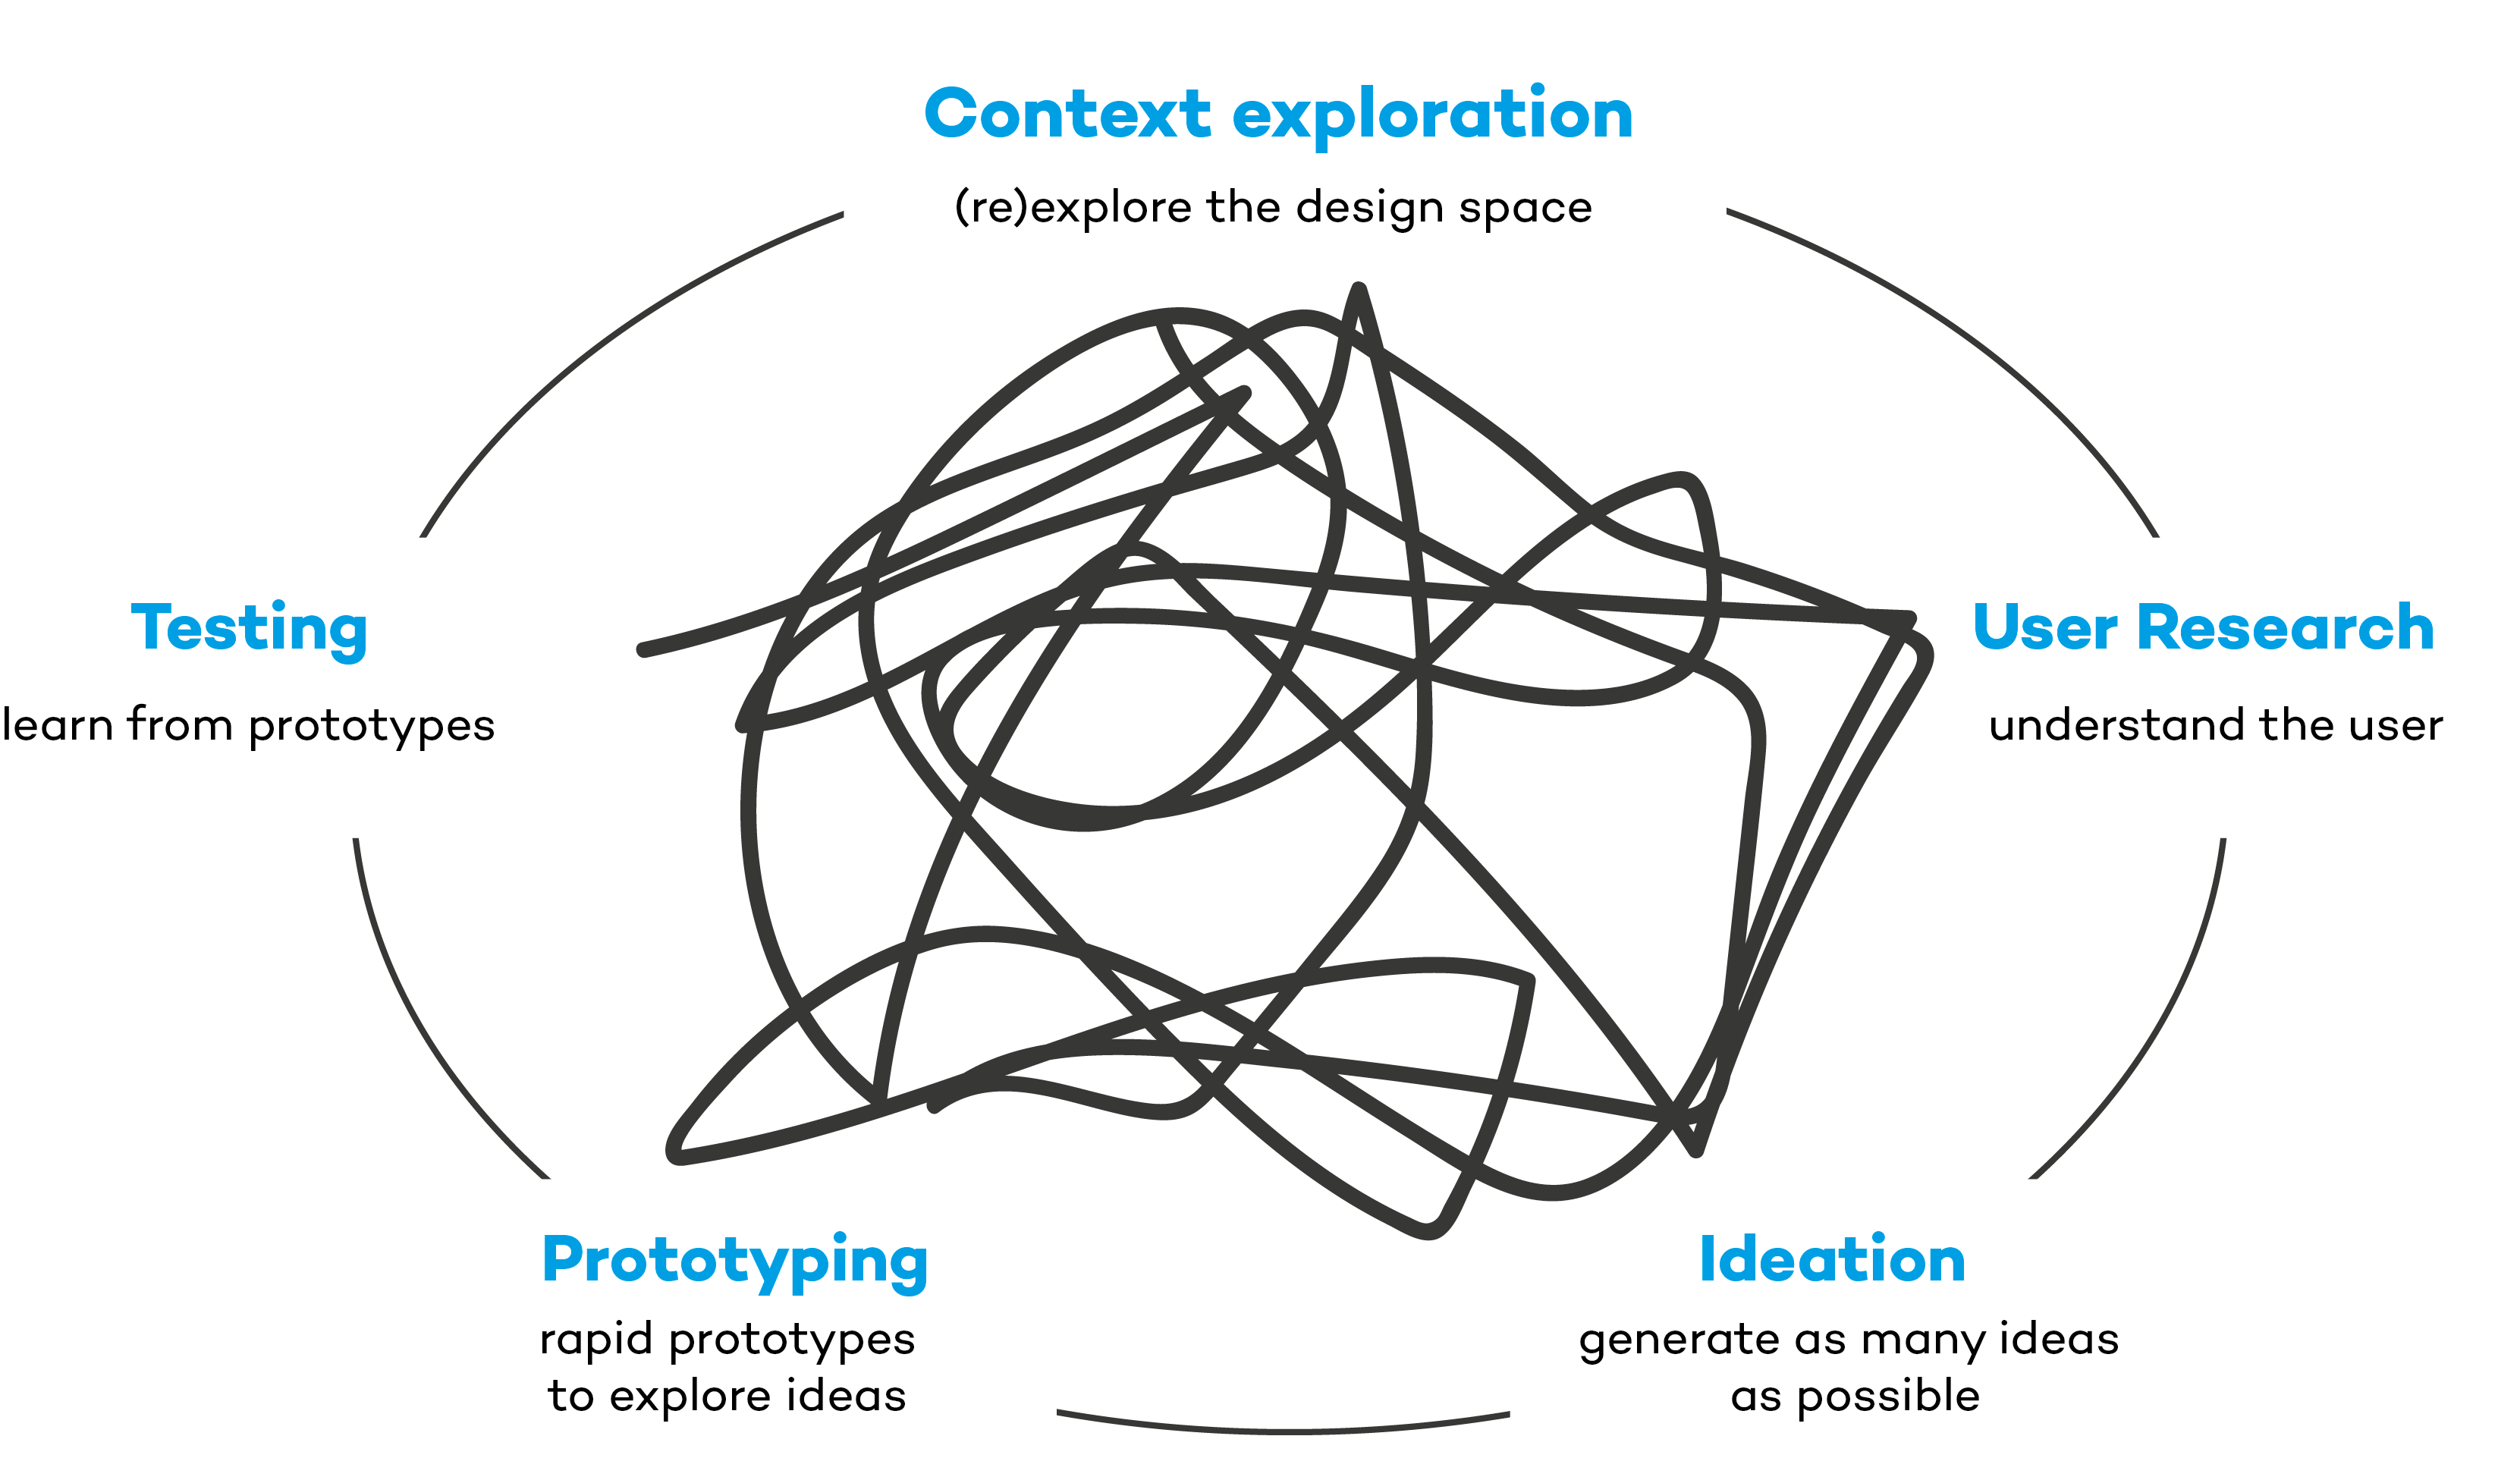 Context exploration
(re)explore the design space
Testing
learn from prototypes
User Research
understand the user
Prototyping
rapid prototypes
to explore ideas
Ideation
generate as many ideas
as possible